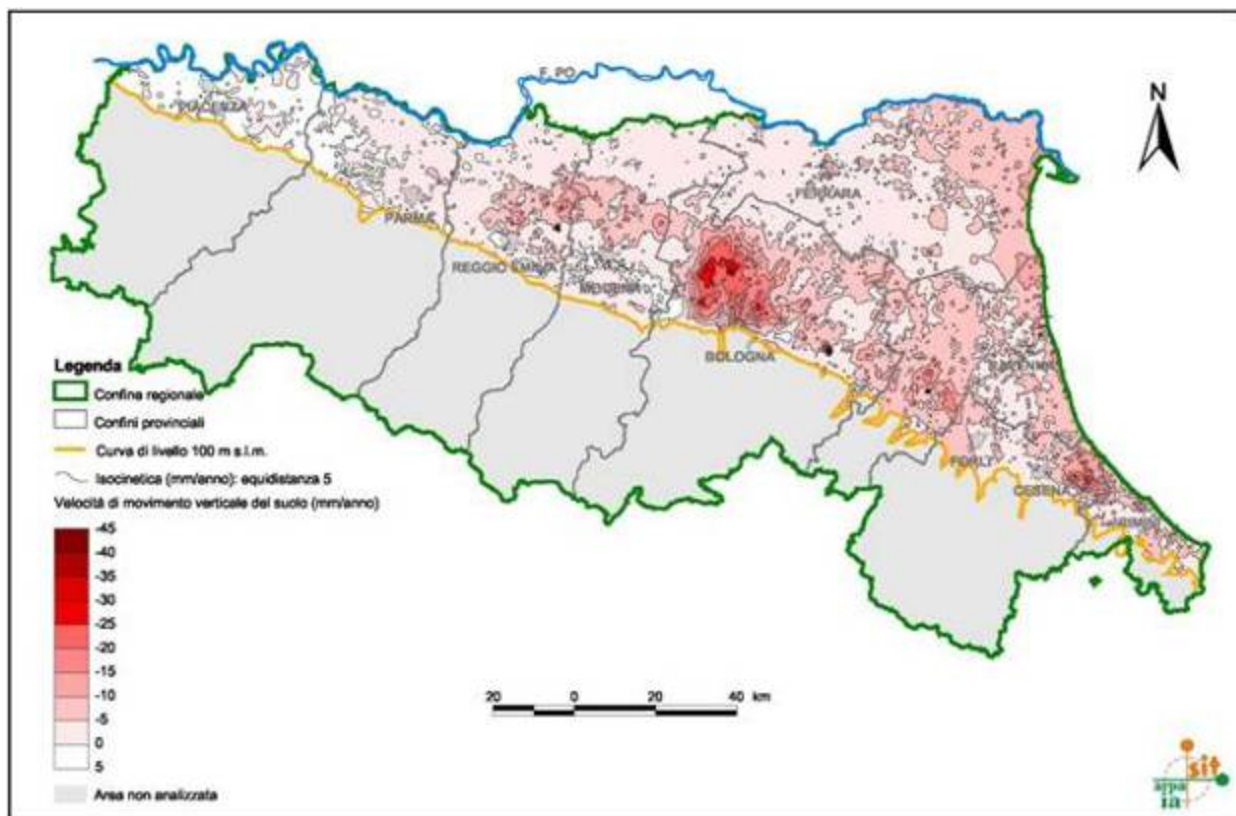 F. PO
N
PIACENZA
FERRARA
PARMA
REGGIO EMILIA
MODENA
BOLOGNA
RAVENNA
FORLI'
CESENA
RIMINI
Legenda
Confine regionale
Confini provinciali
Curva di livello 100 m s.l.m.
Isocinetica (mm/anno): equidistanza 5
Velocità di movimento verticale del suolo (mm/anno)
-45
-40
-35
-30
-25
-20
-15
-10
-5
0
5
Area non analizzata
20 0 20 40 km
sit